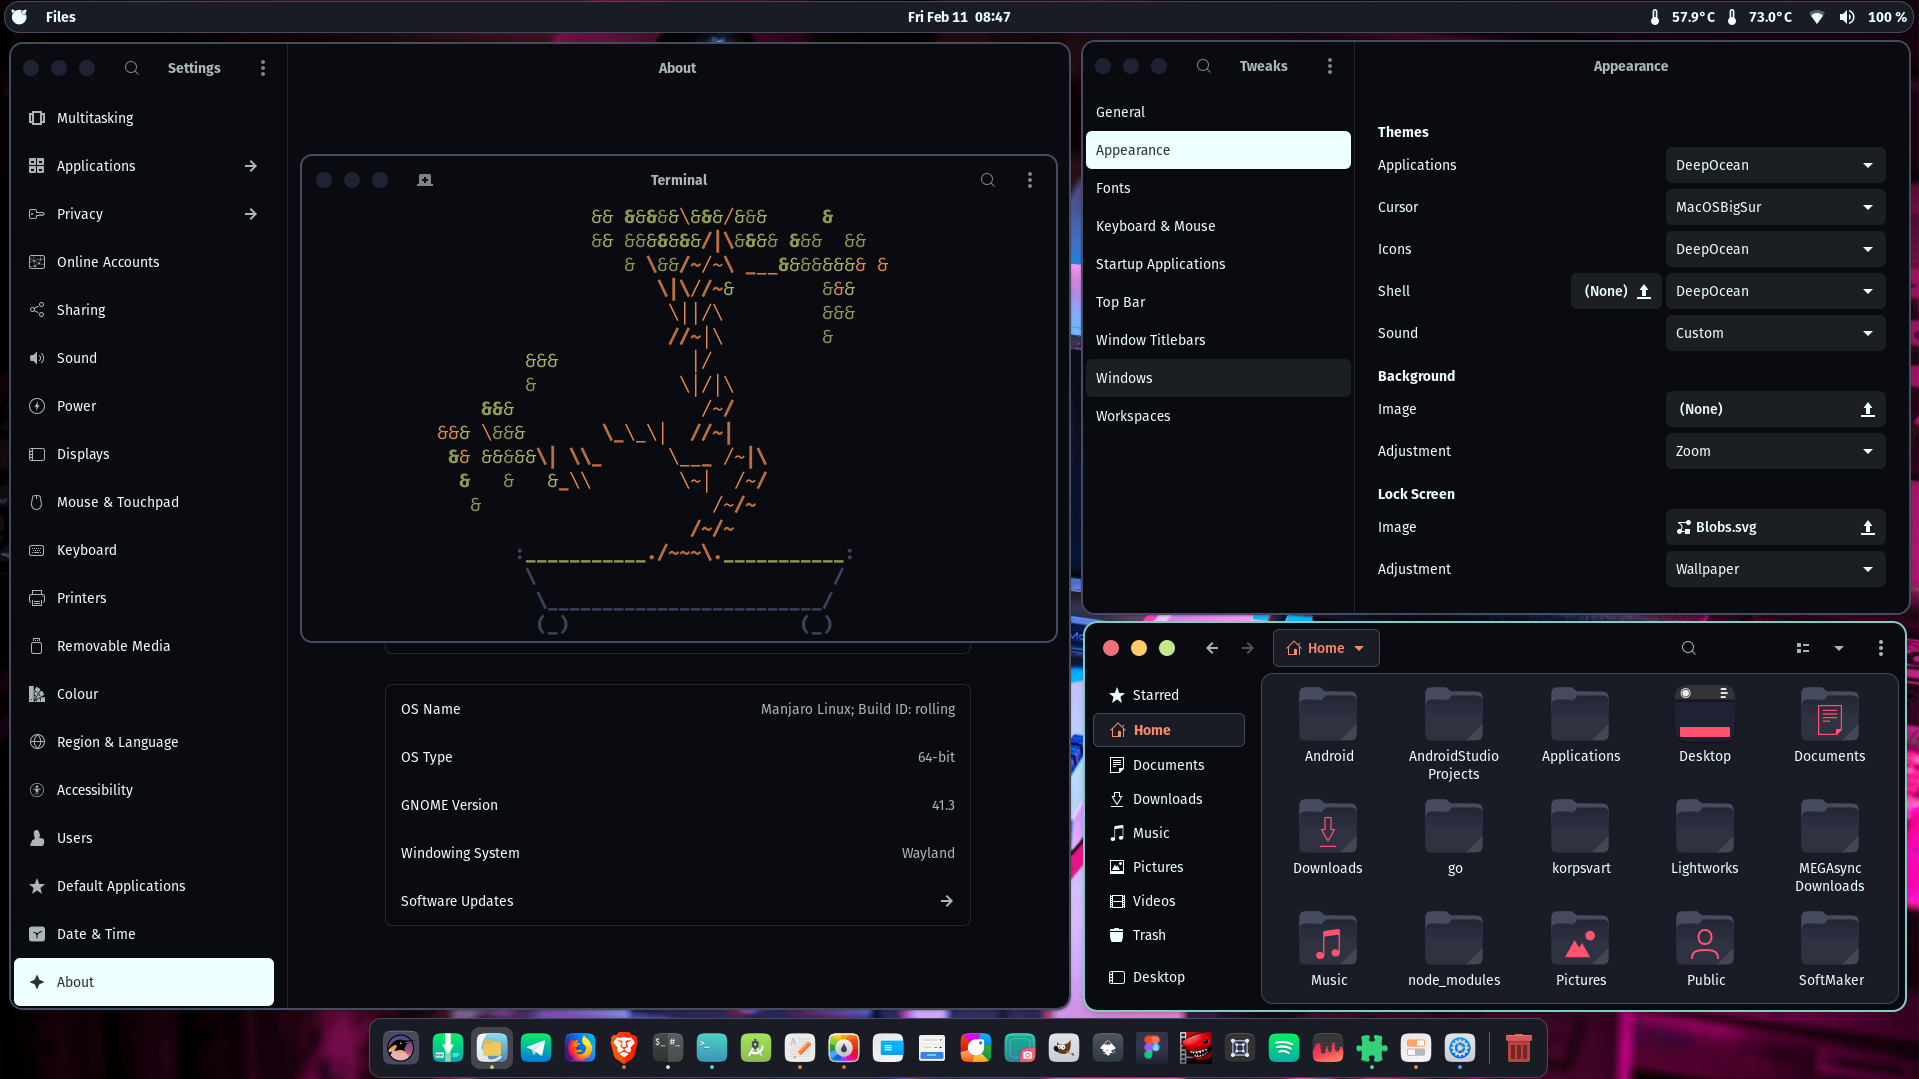 Files
Fri Feb 11 08:47
57.9°C 73.0°C 100 %
Settings
About
Multitasking
Applications
Privacy
Online Accounts
Sharing
Sound
Power
Displays
Mouse & Touchpad
Keyboard
Printers
Removable Media
Colour
Region & Language
Accessibility
Users
Default Applications
Date & Time
About
Terminal
OS Name Manjaro Linux; Build ID: rolling
OS Type 64-bit
GNOME Version 41.3
Windowing System Wayland
Software Updates
Tweaks
Appearance
General
Appearance
Fonts
Keyboard & Mouse
Startup Applications
Top Bar
Window Titlebars
Windows
Workspaces
Themes
Applications DeepOcean
Cursor MacOSBigSur
Icons DeepOcean
Shell (None) DeepOcean
Sound Custom
Background
Image (None)
Adjustment Zoom
Lock Screen
Image Blobs.svg
Adjustment Wallpaper
Home
Starred
Home
Documents
Downloads
Music
Pictures
Videos
Trash
Desktop
Android
AndroidStudio
Projects
Applications
Desktop
Documents
Downloads
go
korpsvart
Lightworks
MEGAsync
Downloads
Music
node_modules
Pictures
Public
SoftMaker